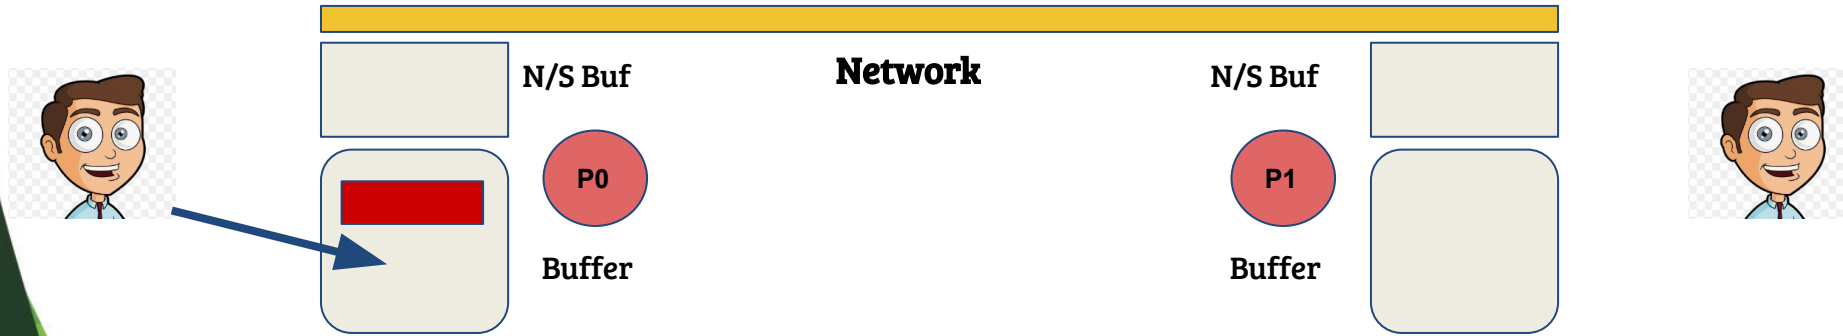 N/S Buf
Network
N/S Buf
P0
P1
Buffer
Buffer